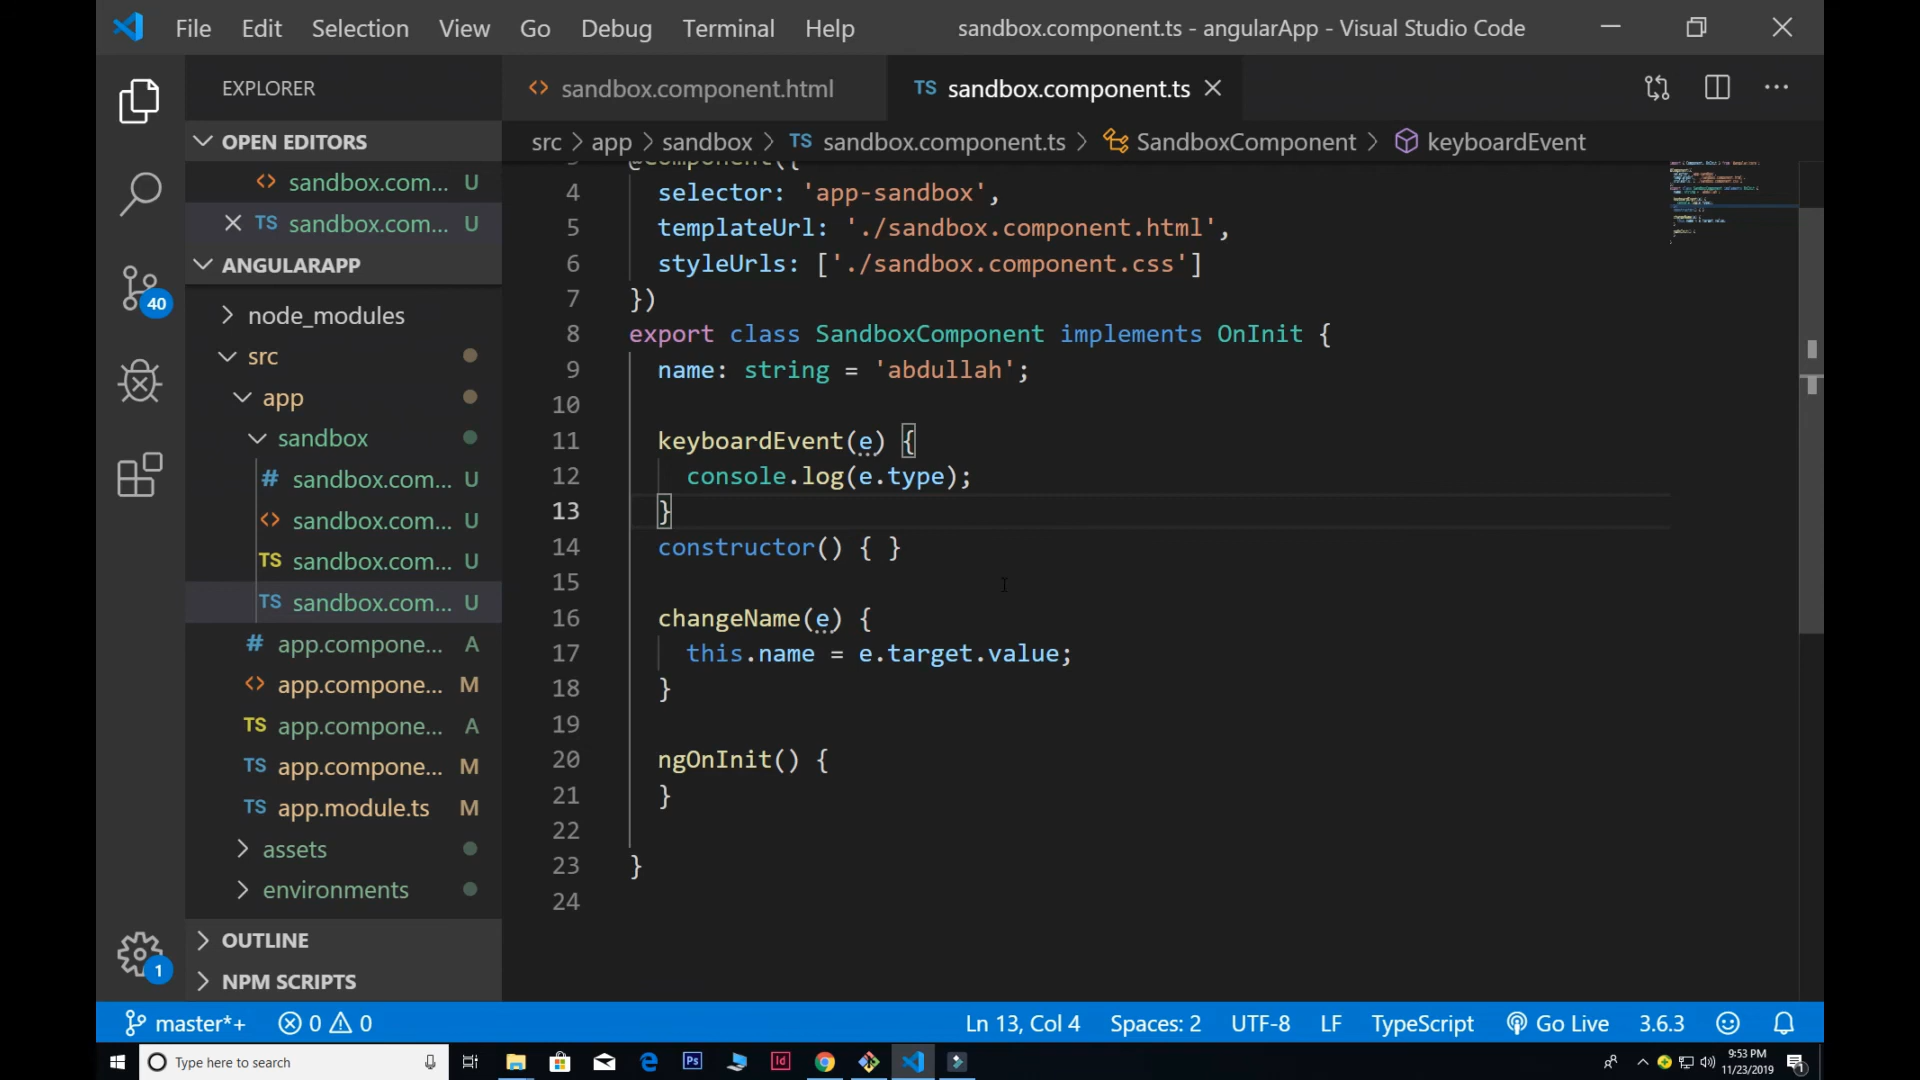 File Edit Selection View Go Debug Terminal Help sandbox.component.ts - angularApp - Visual Studio Code
EXPLORER
<> sandbox.component.html TS sandbox.component.ts
OPEN EDITORS
src > app > sandbox > TS sandbox.component.ts > SandboxComponent > keyboardEvent
<> sandbox.com... U
TS sandbox.com... U
ANGULARAPP
node_modules
src
app
sandbox
# sandbox.com... U
<> sandbox.com... U
TS sandbox.com... U
TS sandbox.com... U
# app.compone... A
<> app.compone... M
TS app.compone... A
TS app.compone... M
TS app.module.ts M
assets
environments
OUTLINE
NPM SCRIPTS
40
1
4 selector: 'app-sandbox',
5 templateUrl: './sandbox.component.html',
6 styleUrls: ['./sandbox.component.css']
7 })
8 export class SandboxComponent implements OnInit {
9 name: string = 'abdullah';
10
11 keyboardEvent(e) {
12 console.log(e.type);
13 }
14 constructor() { }
15
16 changeName(e) {
17 this.name = e.target.value;
18 }
19
20 ngOnInit() {
21 }
22
23 }
24
master*+ 0 0 Ln 13, Col 4 Spaces: 2 UTF-8 LF TypeScript Go Live 3.6.3
Type here to search
Ps
Id
9:53 PM
11/23/2019
1